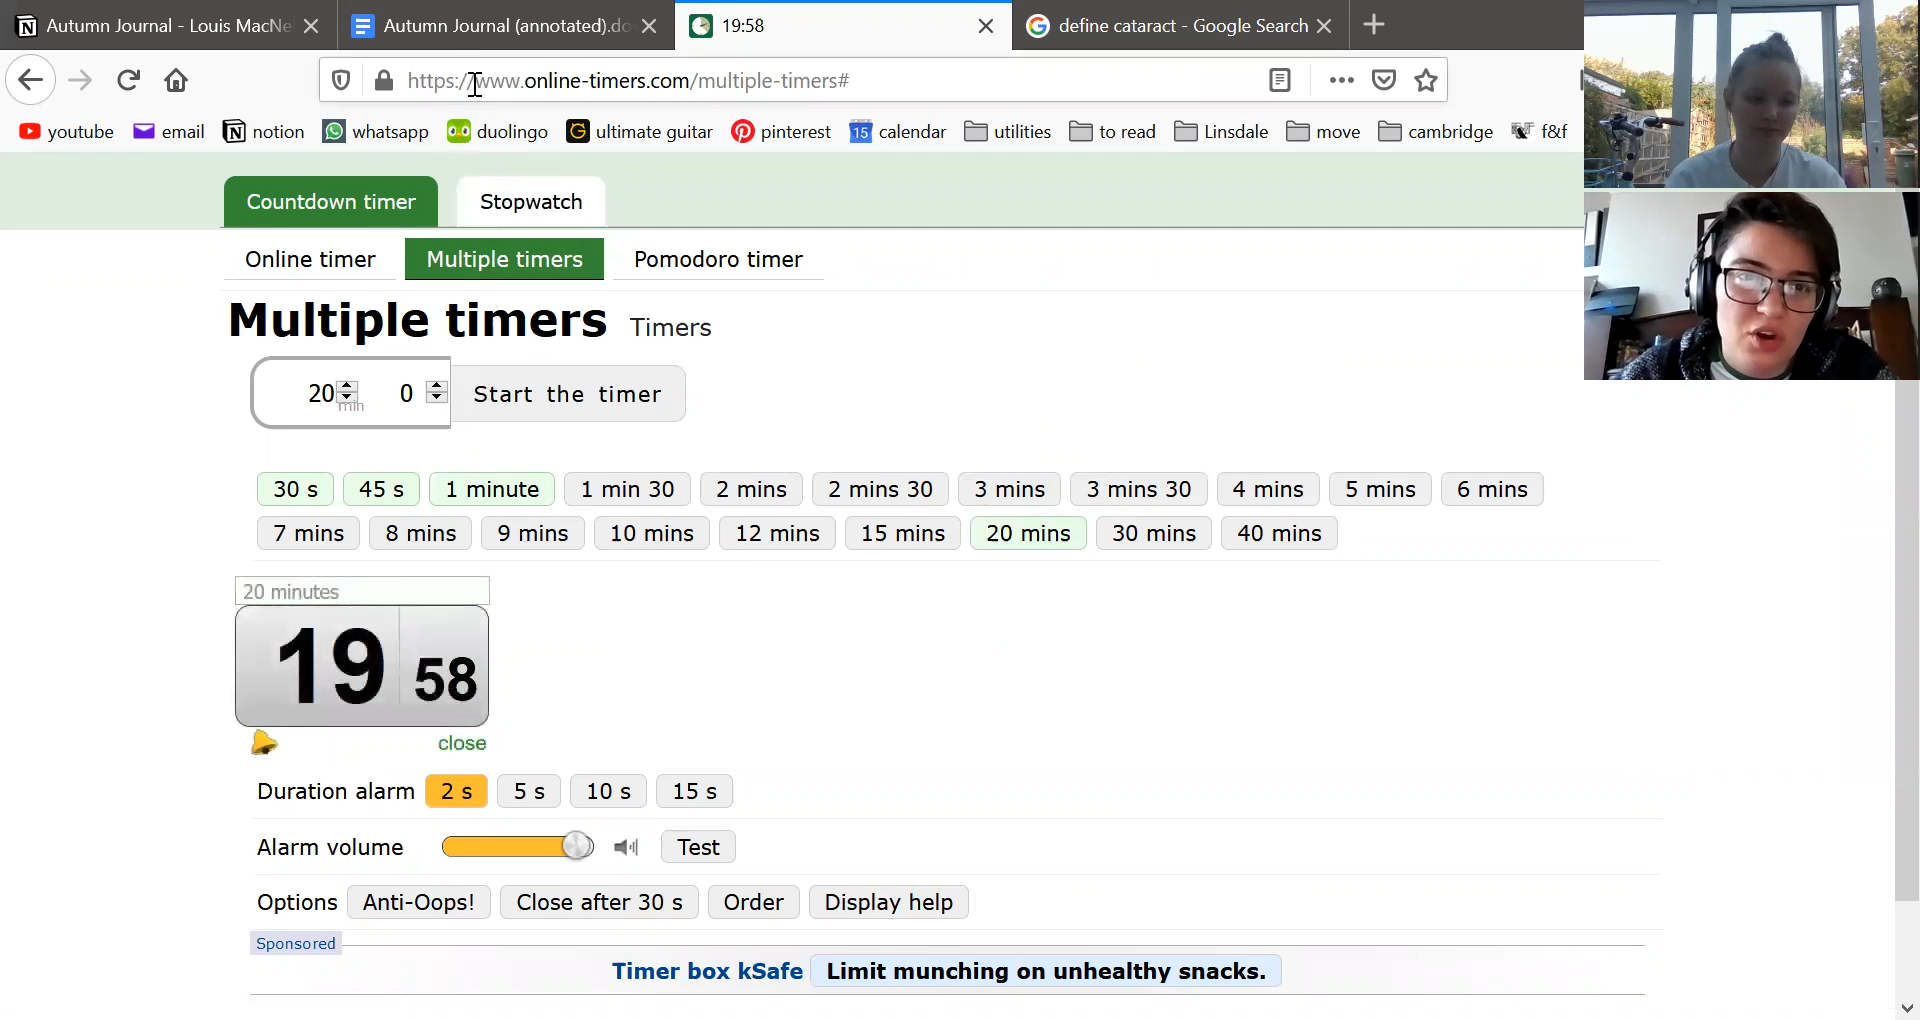 Autumn Journal - Louis MacNe
Autumn Journal (annotated).do
19:58
define cataract - Google Search
https://www.online-timers.com/multiple-timers#
youtube email notion whatsapp duolingo ultimate guitar pinterest 15 calendar utilities to read Linsdale move cambridge f&f
Countdown timer Stopwatch
Online timer Multiple timers Pomodoro timer
Multiple timers Timers
20 min 0 Start the timer
30 s 45 s 1 minute 1 min 30 2 mins 2 mins 30 3 mins 3 mins 30 4 mins 5 mins 6 mins
7 mins 8 mins 9 mins 10 mins 12 mins 15 mins 20 mins 30 mins 40 mins
20 minutes
19 58
close
Duration alarm 2 s 5 s 10 s 15 s
Alarm volume Test
Options Anti-Oops! Close after 30 s Order Display help
Sponsored
Timer box kSafe Limit munching on unhealthy snacks.